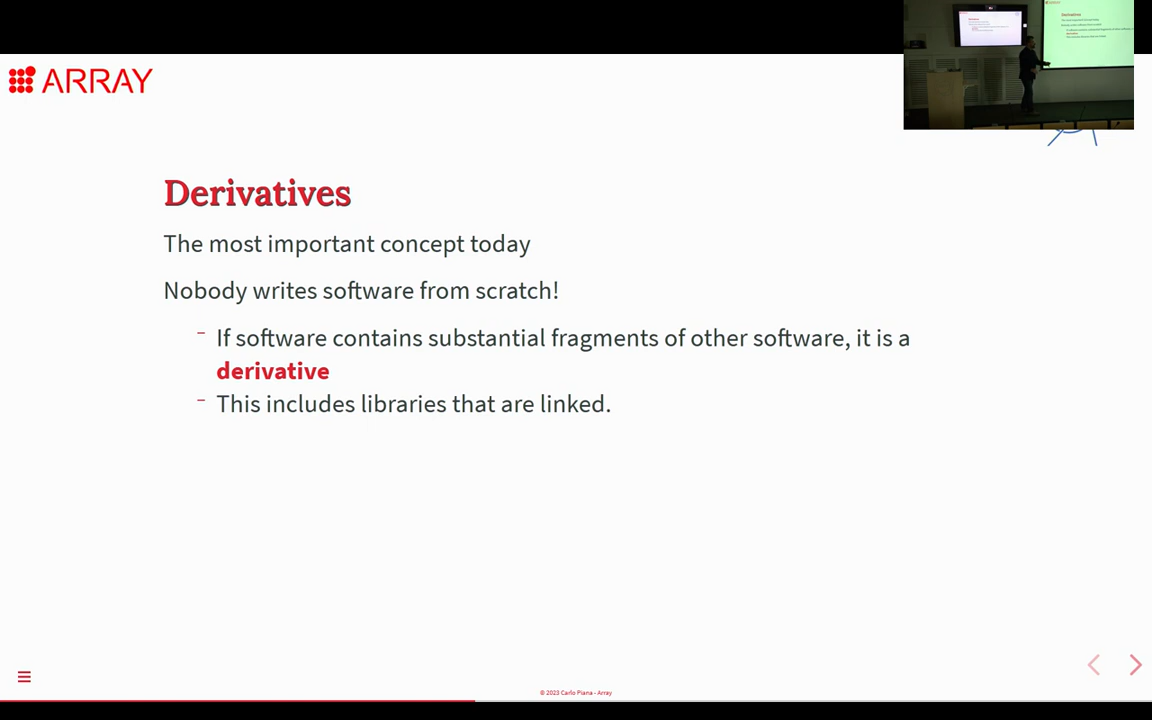 ARRAY
Derivatives
The most important concept today
Nobody writes software from scratch!
- If software contains substantial fragments of other software, it is a
derivative
- This includes libraries that are linked.
© 2023 Carlo Piana - Array